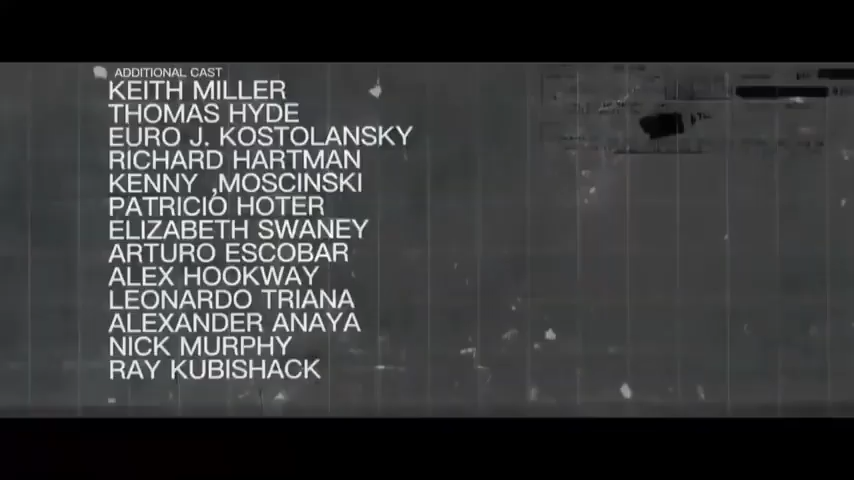 ADDITIONAL CAST
KEITH MILLER
THOMAS HYDE
EURO J. KOSTOLANSKY
RICHARD HARTMAN
KENNY ,MOSCINSKI
PATRICIO HOTER
ELIZABETH SWANEY
ARTURO ESCOBAR
ALEX HOOKWAY
LEONARDO TRIANA
ALEXANDER ANAYA
NICK MURPHY
RAY KUBISHACK